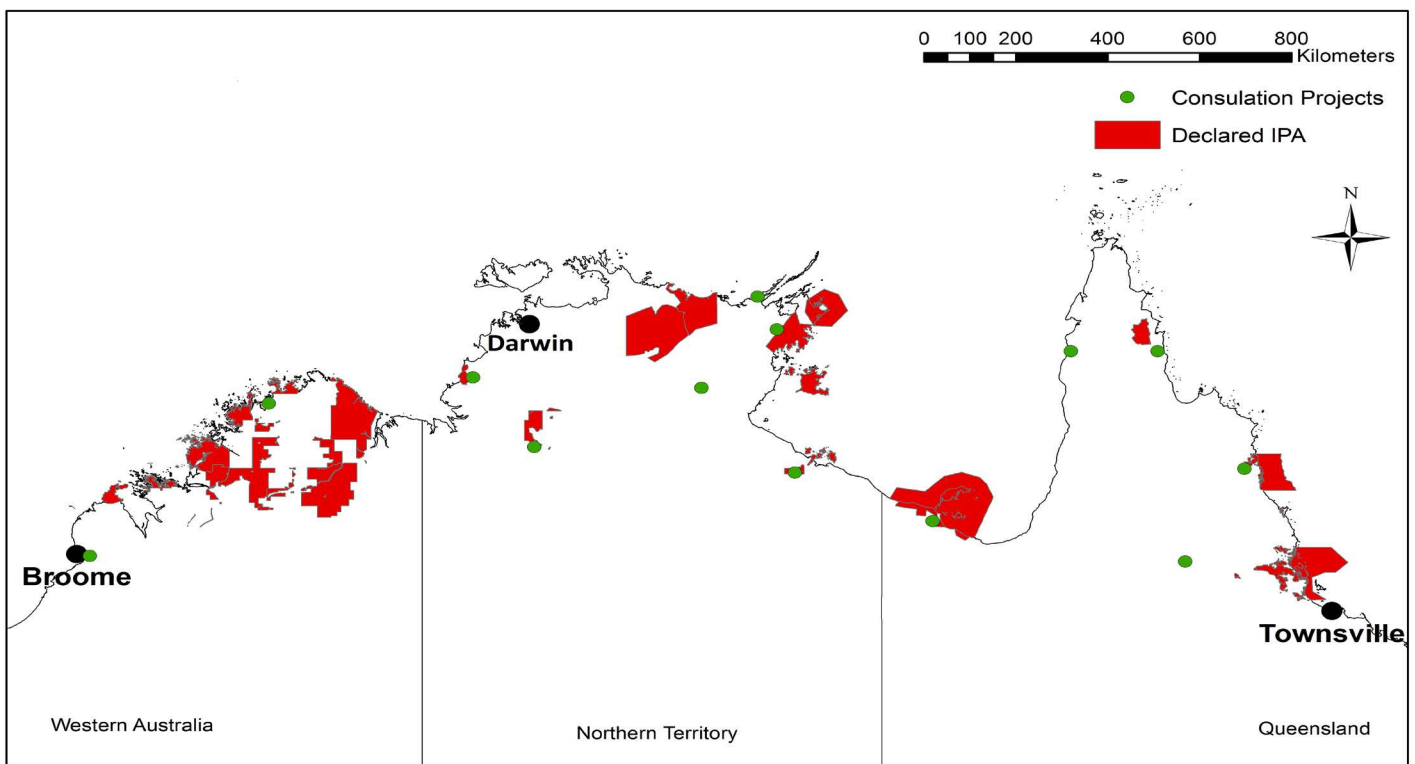 0 100 200 400 600 800
Kilometers
Consulation Projects
Declared IPA
N
Darwin
Broome
Townsville
Western Australia
Northern Territory
Queensland